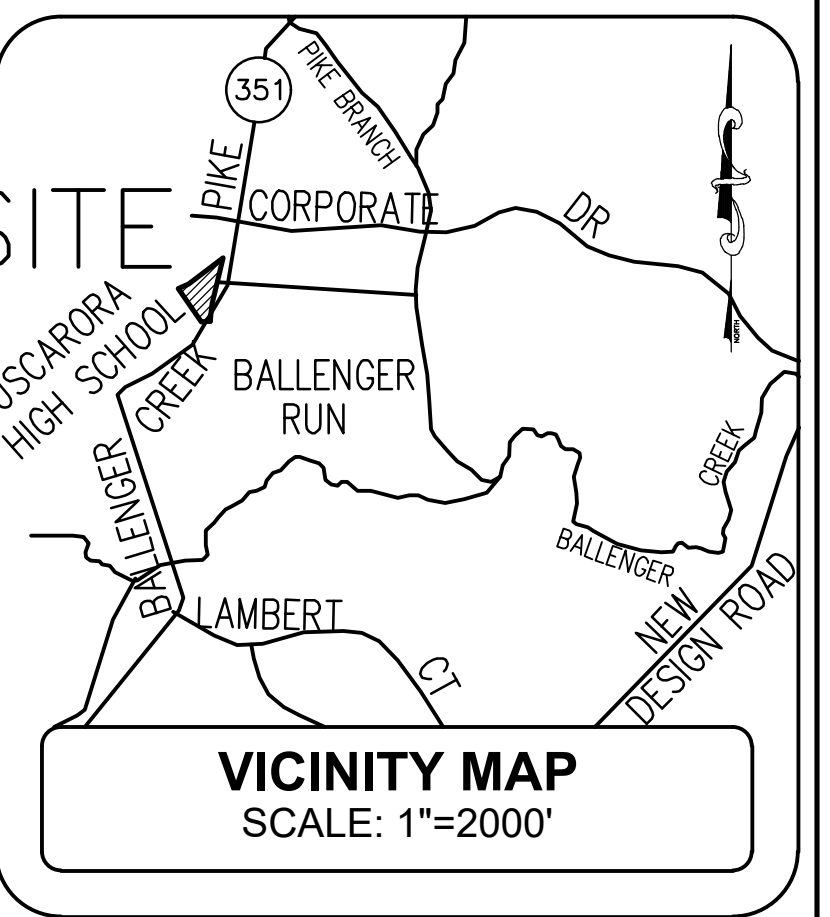 351
PIKE BRANCH
PIKE
CORPORATE
DR
SITE
USCARORA
HIGH SCHOOL
NORTH
BALLENGER
RUN
CREEK
CREEK
BALLENGER
BALLENGER
LAMBERT
CT
NEW
DESIGN ROAD
VICINITY MAP
SCALE: 1"=2000'